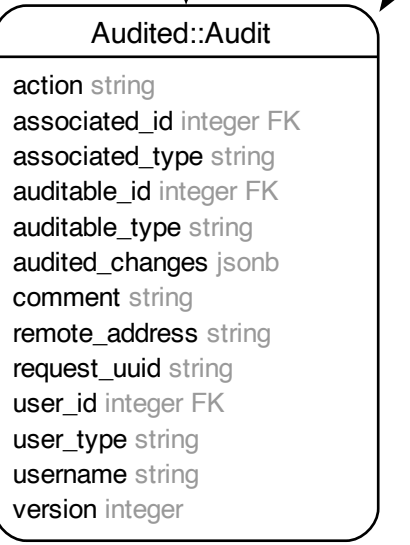 Audited::Audit
action string
associated_id integer FK
associated_type string
auditable_id integer FK
auditable_type string
audited_changes jsonb
comment string
remote_address string
request_uuid string
user_id integer FK
user_type string
username string
version integer